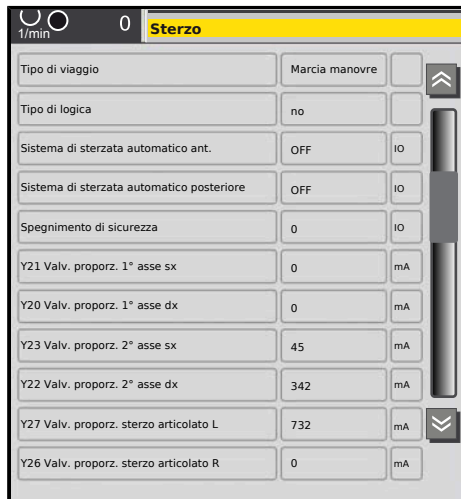 1/min 0 Sterzo
Tipo di viaggio Marcia manovre
Tipo di logica no
Sistema di sterzata automatico ant. OFF IO
Sistema di sterzata automatico posteriore OFF IO
Spegnimento di sicurezza 0 IO
Y21 Valv. proporz. 1° asse sx 0 mA
Y20 Valv. proporz. 1° asse dx 0 mA
Y23 Valv. proporz. 2° asse sx 45 mA
Y22 Valv. proporz. 2° asse dx 342 mA
Y27 Valv. proporz. sterzo articolato L 732 mA
Y26 Valv. proporz. sterzo articolato R 0 mA